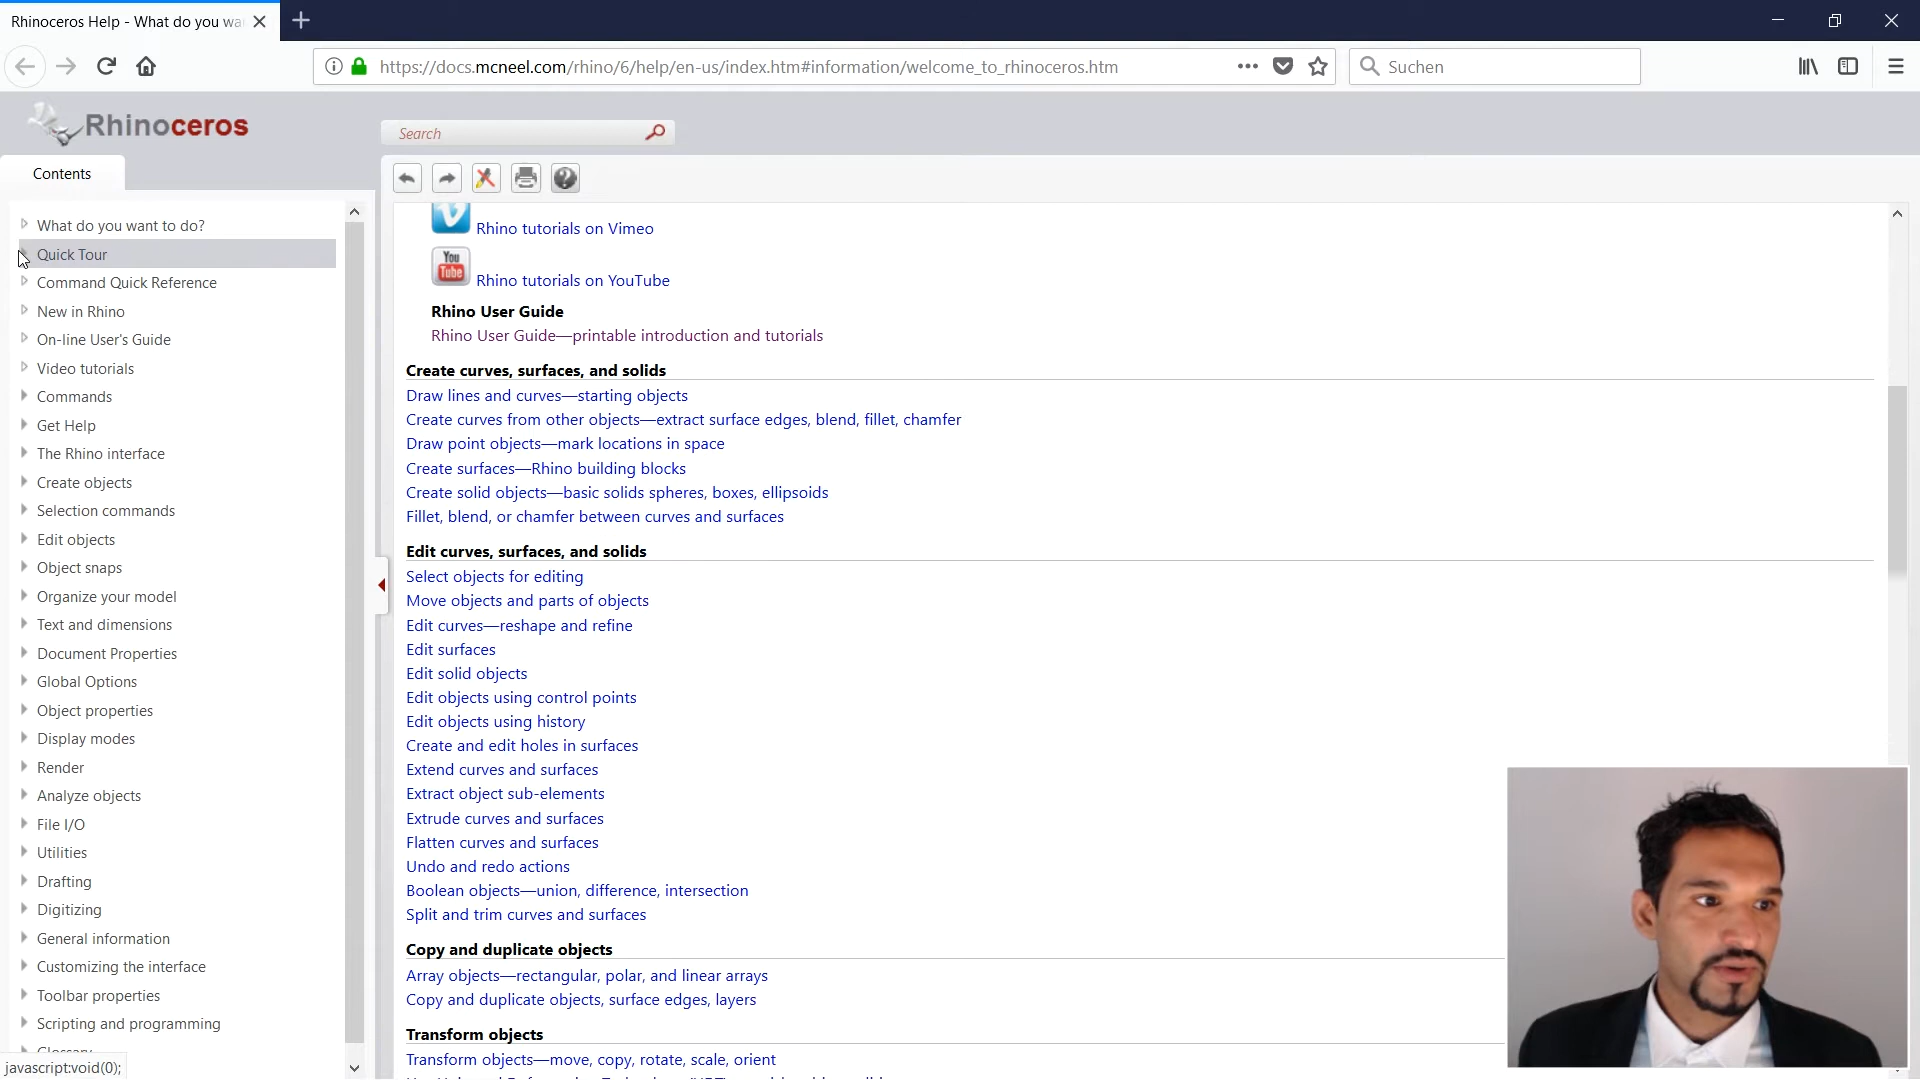 Rhinoceros Help - What do you wa
https://docs.mcneel.com/rhino/6/help/en-us/index.htm#information/welcome_to_rhinoceros.htm
Suchen
Rhinoceros
Search
Contents
What do you want to do?
Quick Tour
Command Quick Reference
New in Rhino
On-line User's Guide
Video tutorials
Commands
Get Help
The Rhino interface
Create objects
Selection commands
Edit objects
Object snaps
Organize your model
Text and dimensions
Document Properties
Global Options
Object properties
Display modes
Render
Analyze objects
File I/O
Utilities
Drafting
Digitizing
General information
Customizing the interface
Toolbar properties
Scripting and programming
Glossary
javascript:void(0);
Rhino tutorials on Vimeo
You
Tube
Rhino tutorials on YouTube
Rhino User Guide
Rhino User Guide—printable introduction and tutorials
Create curves, surfaces, and solids
Draw lines and curves—starting objects
Create curves from other objects—extract surface edges, blend, fillet, chamfer
Draw point objects—mark locations in space
Create surfaces—Rhino building blocks
Create solid objects—basic solids spheres, boxes, ellipsoids
Fillet, blend, or chamfer between curves and surfaces
Edit curves, surfaces, and solids
Select objects for editing
Move objects and parts of objects
Edit curves—reshape and refine
Edit surfaces
Edit solid objects
Edit objects using control points
Edit objects using history
Create and edit holes in surfaces
Extend curves and surfaces
Extract object sub-elements
Extrude curves and surfaces
Flatten curves and surfaces
Undo and redo actions
Boolean objects—union, difference, intersection
Split and trim curves and surfaces
Copy and duplicate objects
Array objects—rectangular, polar, and linear arrays
Copy and duplicate objects, surface edges, layers
Transform objects
Transform objects—move, copy, rotate, scale, orient